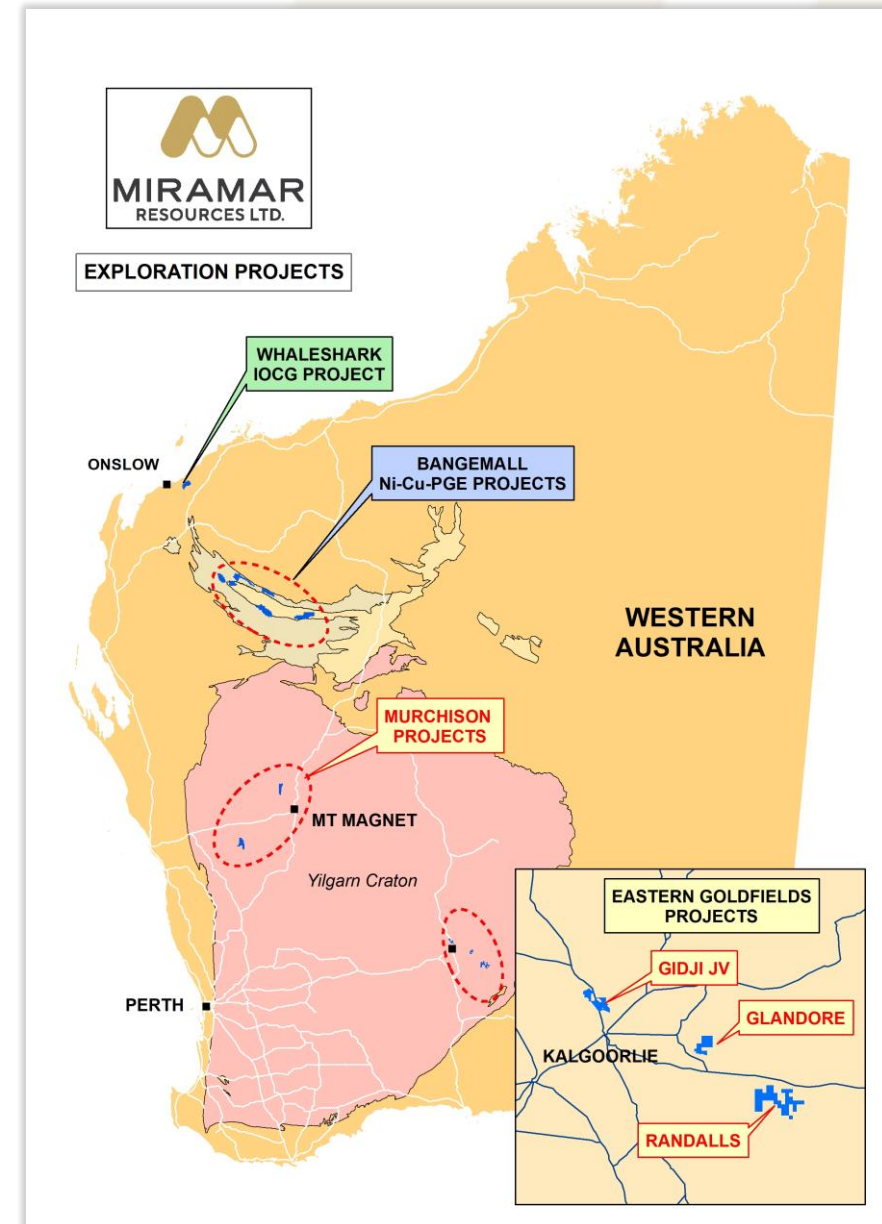 MIRAMAR
RESOURCES LTD.
EXPLORATION PROJECTS
WHALESHARK
IOCG PROJECT
ONSLOW
BANGEMALL
Ni-Cu-PGE PROJECTS
WESTERN
AUSTRALIA
MURCHISON
PROJECTS
MT MAGNET
Yilgarn Craton
PERTH
EASTERN GOLDFIELDS
PROJECTS
GIDJI JV
GLANDORE
KALGOORLIE
RANDALLS